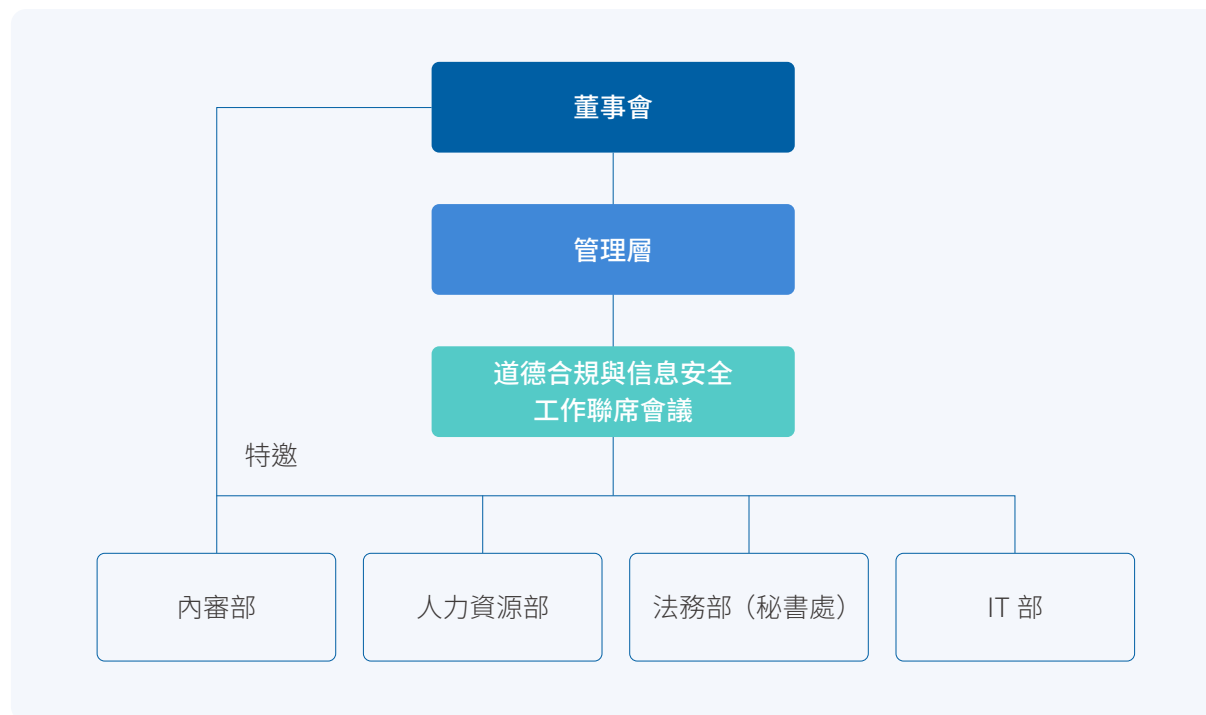 董事會
管理層
道德合規與信息安全
工作聯席會議
特邀
內審部
人力資源部
法務部（秘書處）
IT 部